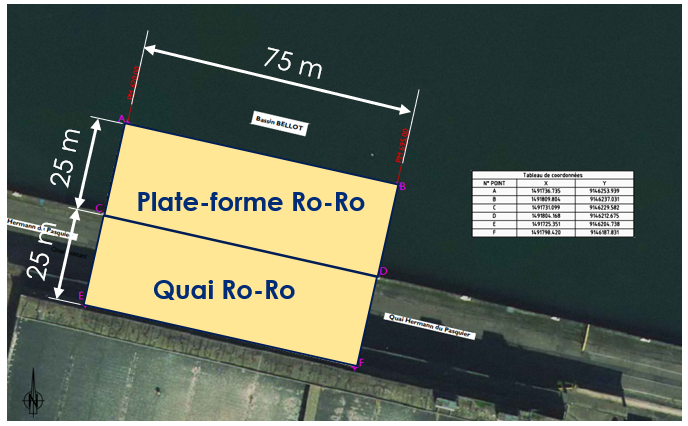 75 m
A
Bassin BELLOT
25 m
B
Tableau de coordonnées
N° POINT X Y
A 1491736.735 9146253.939
B 1491809.804 9146237.031
C 1491731.099 9146229.582
D 1491804.168 9146212.675
E 1491725.351 9146204.738
F 1491798.420 9146187.831
Plate-forme Ro-Ro
C
Hermann du Pasquier
25 m
D
Quai Ro-Ro
E
Quai Hermann du Pasquier
F
N